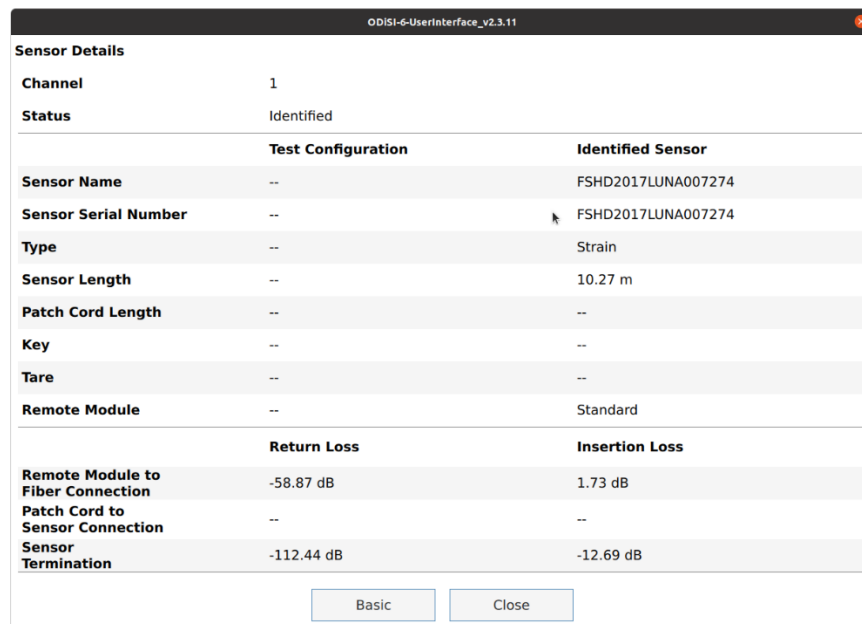 ODiSI-6-UserInterface_v2.3.11
Sensor Details
Channel 1
Status Identified
Test Configuration Identified Sensor
Sensor Name -- FSHD2017LUNA007274
Sensor Serial Number -- FSHD2017LUNA007274
Type -- Strain
Sensor Length -- 10.27 m
Patch Cord Length -- --
Key -- --
Tare -- --
Remote Module -- Standard
Return Loss Insertion Loss
Remote Module to
Fiber Connection -58.87 dB 1.73 dB
Patch Cord to
Sensor Connection -- --
Sensor
Termination -112.44 dB -12.69 dB
Basic Close